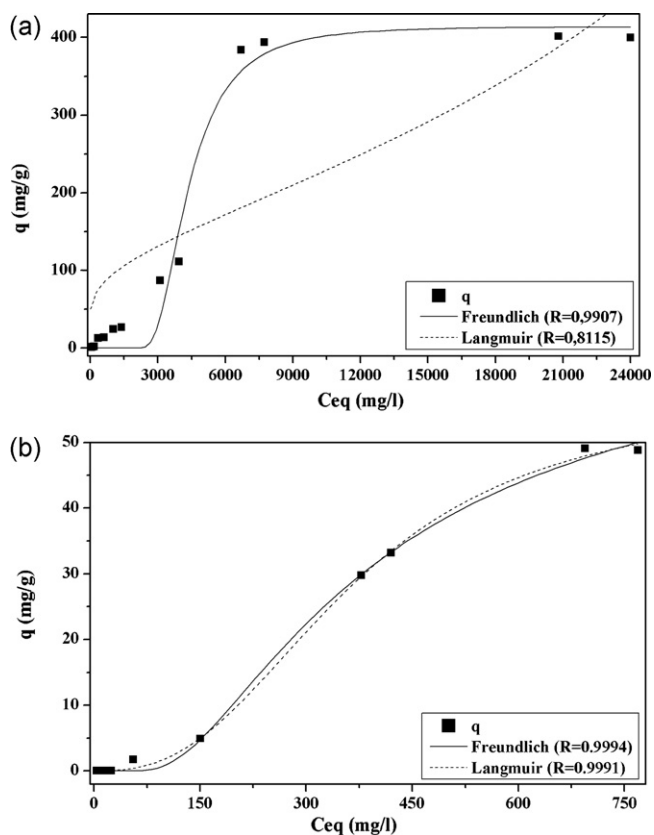 (a)
400
300
200
100
0
q (mg/g)
q
Freundlich (R=0,9907)
Langmuir (R=0,8115)
0 3000 6000 9000 12000 15000 18000 21000 24000
Ceq (mg/l)
(b)
50
40
30
20
10
0
q (mg/g)
q
Freundlich (R=0.9994)
Langmuir (R=0.9991)
0 150 300 450 600 750
Ceq (mg/l)